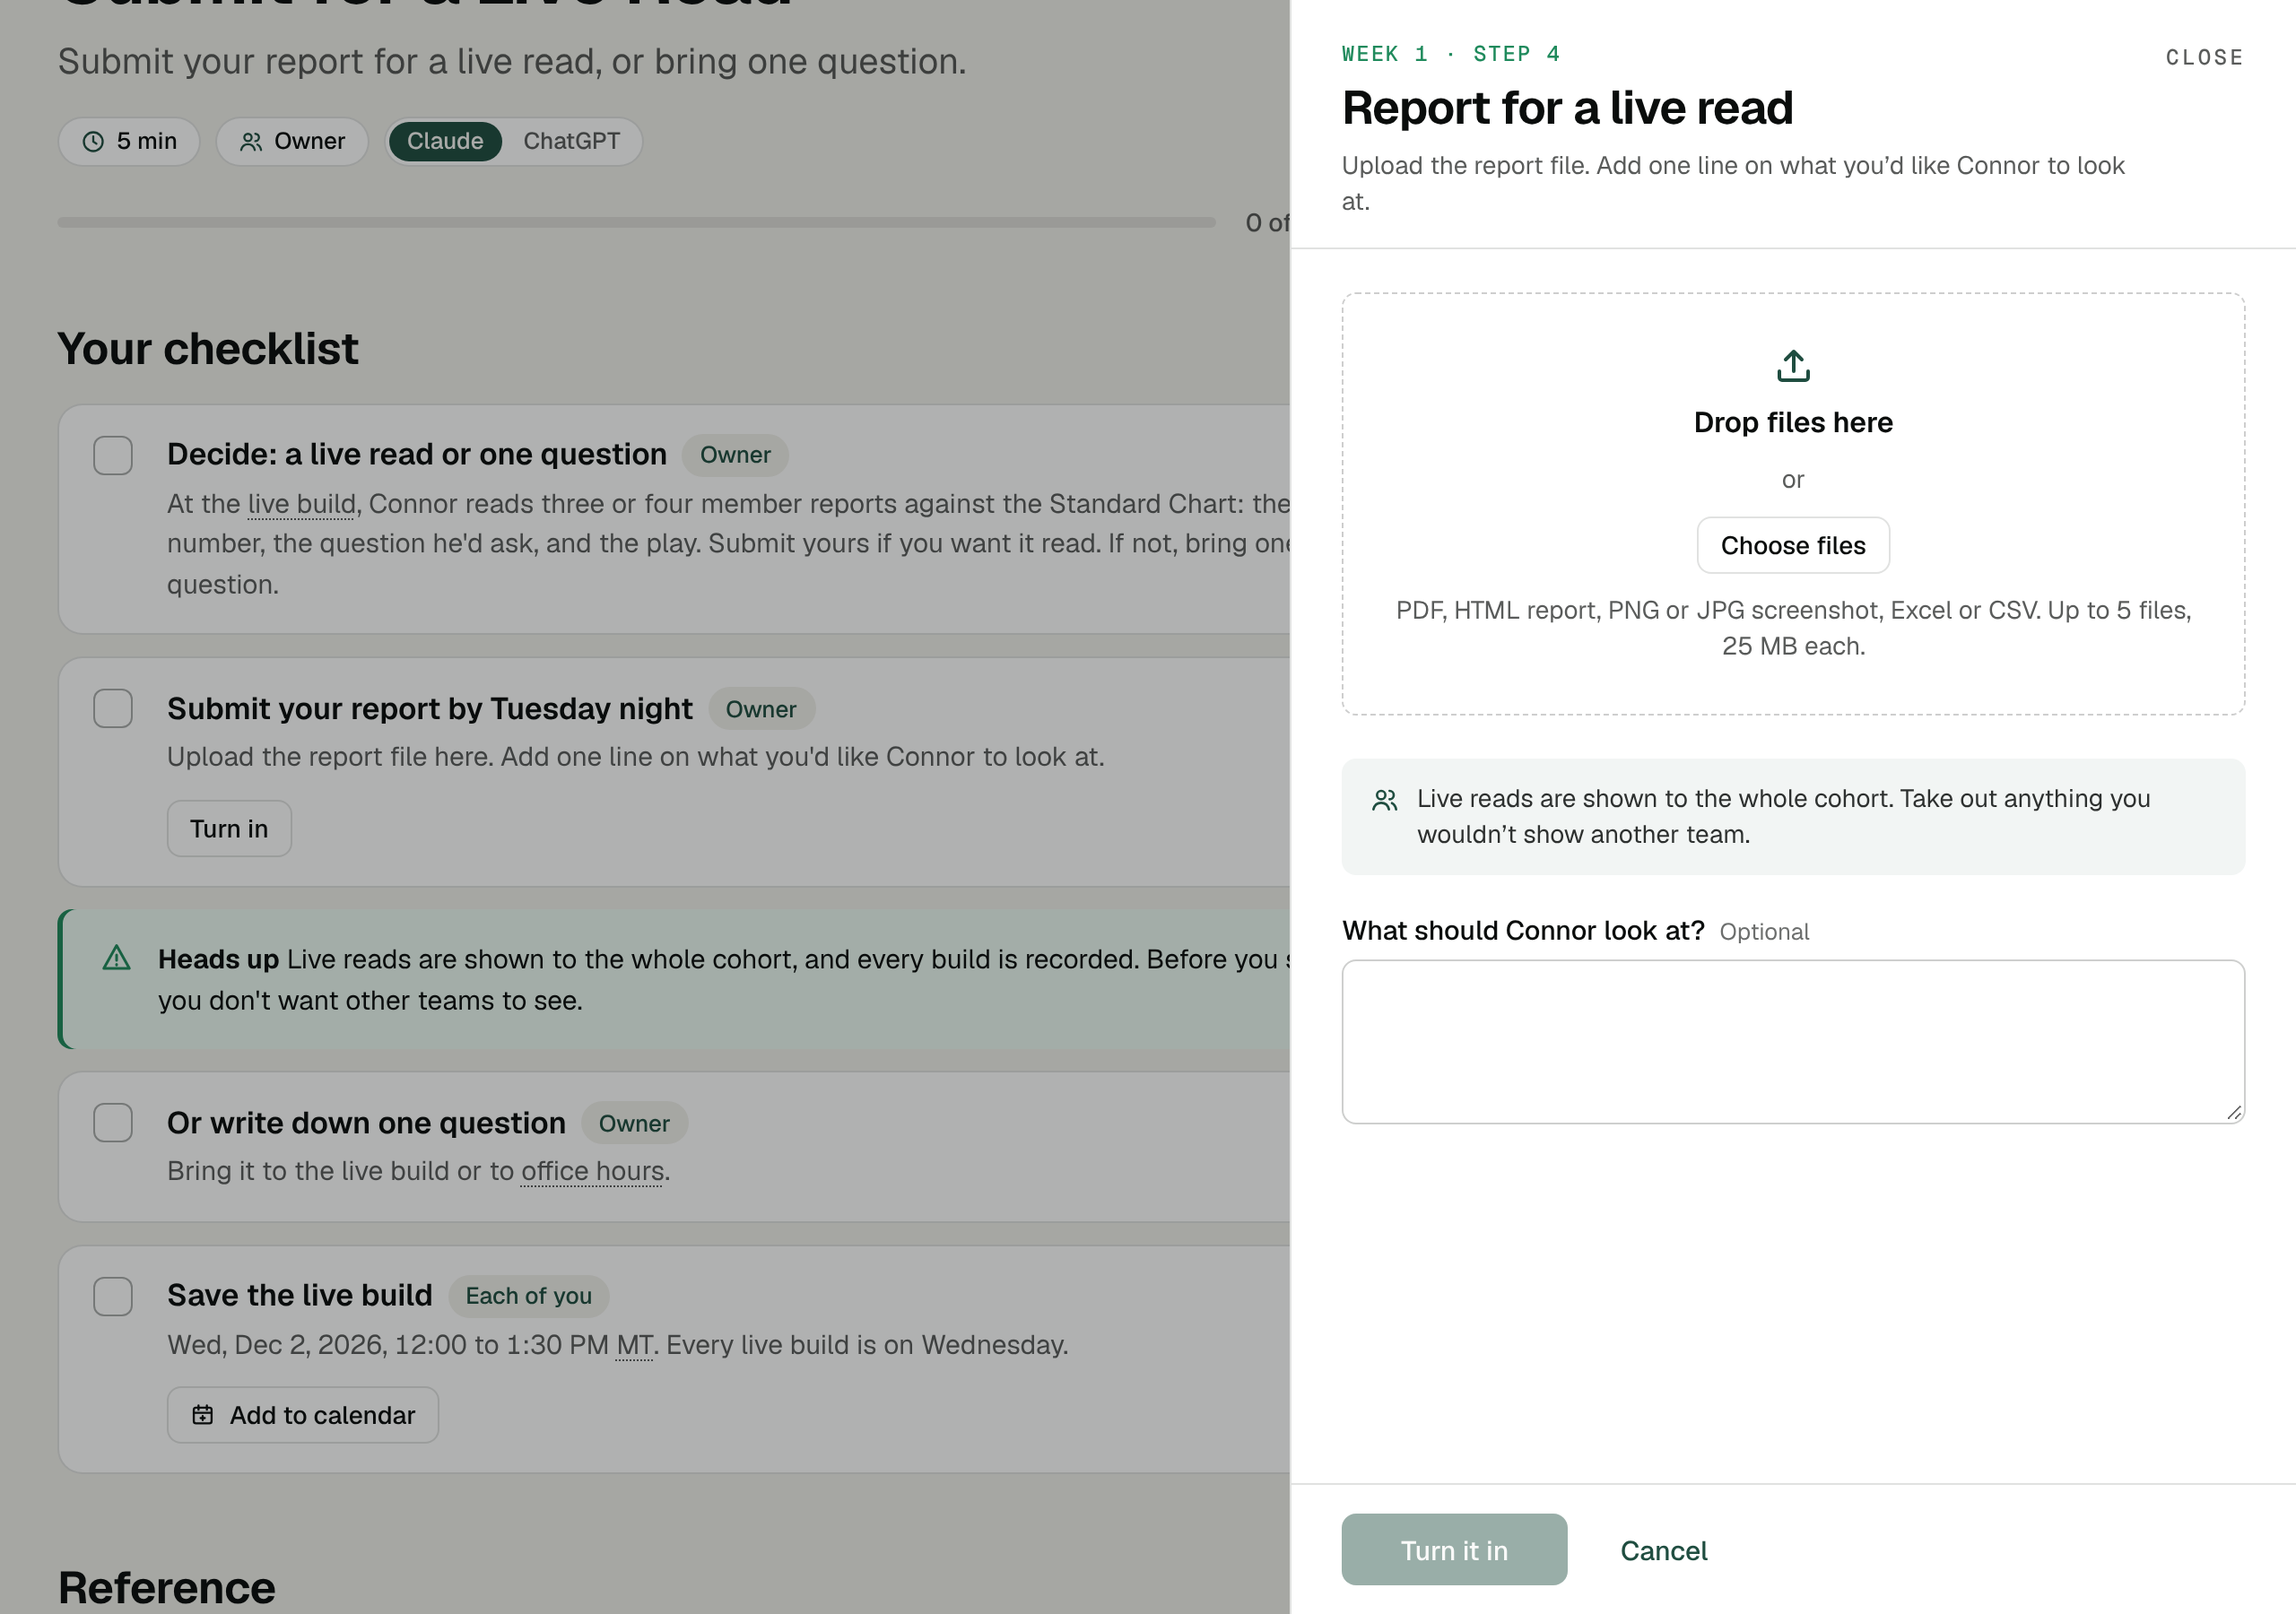 Submit for a Live Read
Submit your report for a live read, or bring one question.
5 min
Owner
Claude
ChatGPT
0 of
Your checklist
Decide: a live read or one question
Owner
At the live build, Connor reads three or four member reports against the Standard Chart: the
number, the question he'd ask, and the play. Submit yours if you want it read. If not, bring one
question.
Submit your report by Tuesday night
Owner
Upload the report file here. Add one line on what you'd like Connor to look at.
Turn in
Heads up Live reads are shown to the whole cohort, and every build is recorded. Before you
you don't want other teams to see.
Or write down one question
Owner
Bring it to the live build or to office hours.
Save the live build
Each of you
Wed, Dec 2, 2026, 12:00 to 1:30 PM MT. Every live build is on Wednesday.
Add to calendar
Reference
WEEK 1 · STEP 4
CLOSE
Report for a live read
Upload the report file. Add one line on what you’d like Connor to look
at.
Drop files here
or
Choose files
PDF, HTML report, PNG or JPG screenshot, Excel or CSV. Up to 5 files,
25 MB each.
Live reads are shown to the whole cohort. Take out anything you
wouldn’t show another team.
What should Connor look at?
Optional
Turn it in
Cancel